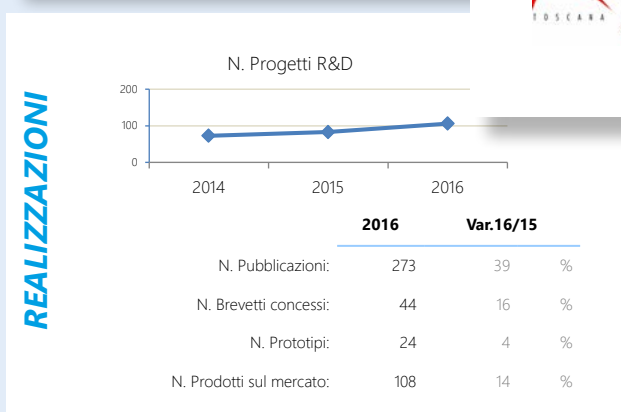 TOSCANA
N. Progetti R&D
200
100
0
2014 2015 2016
REALIZZAZIONI
2016 Var.16/15
N. Pubblicazioni: 273 39 %
N. Brevetti concessi: 44 16 %
N. Prototipi: 24 4 %
N. Prodotti sul mercato: 108 14 %